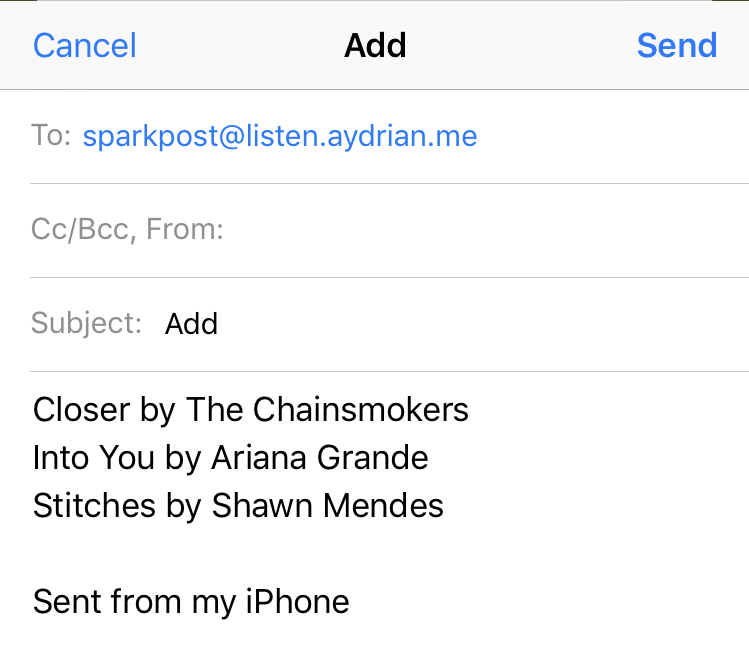 Cancel Add Send
To: sparkpost@listen.aydrian.me
Cc/Bcc, From:
Subject: Add
Closer by The Chainsmokers
Into You by Ariana Grande
Stitches by Shawn Mendes
Sent from my iPhone